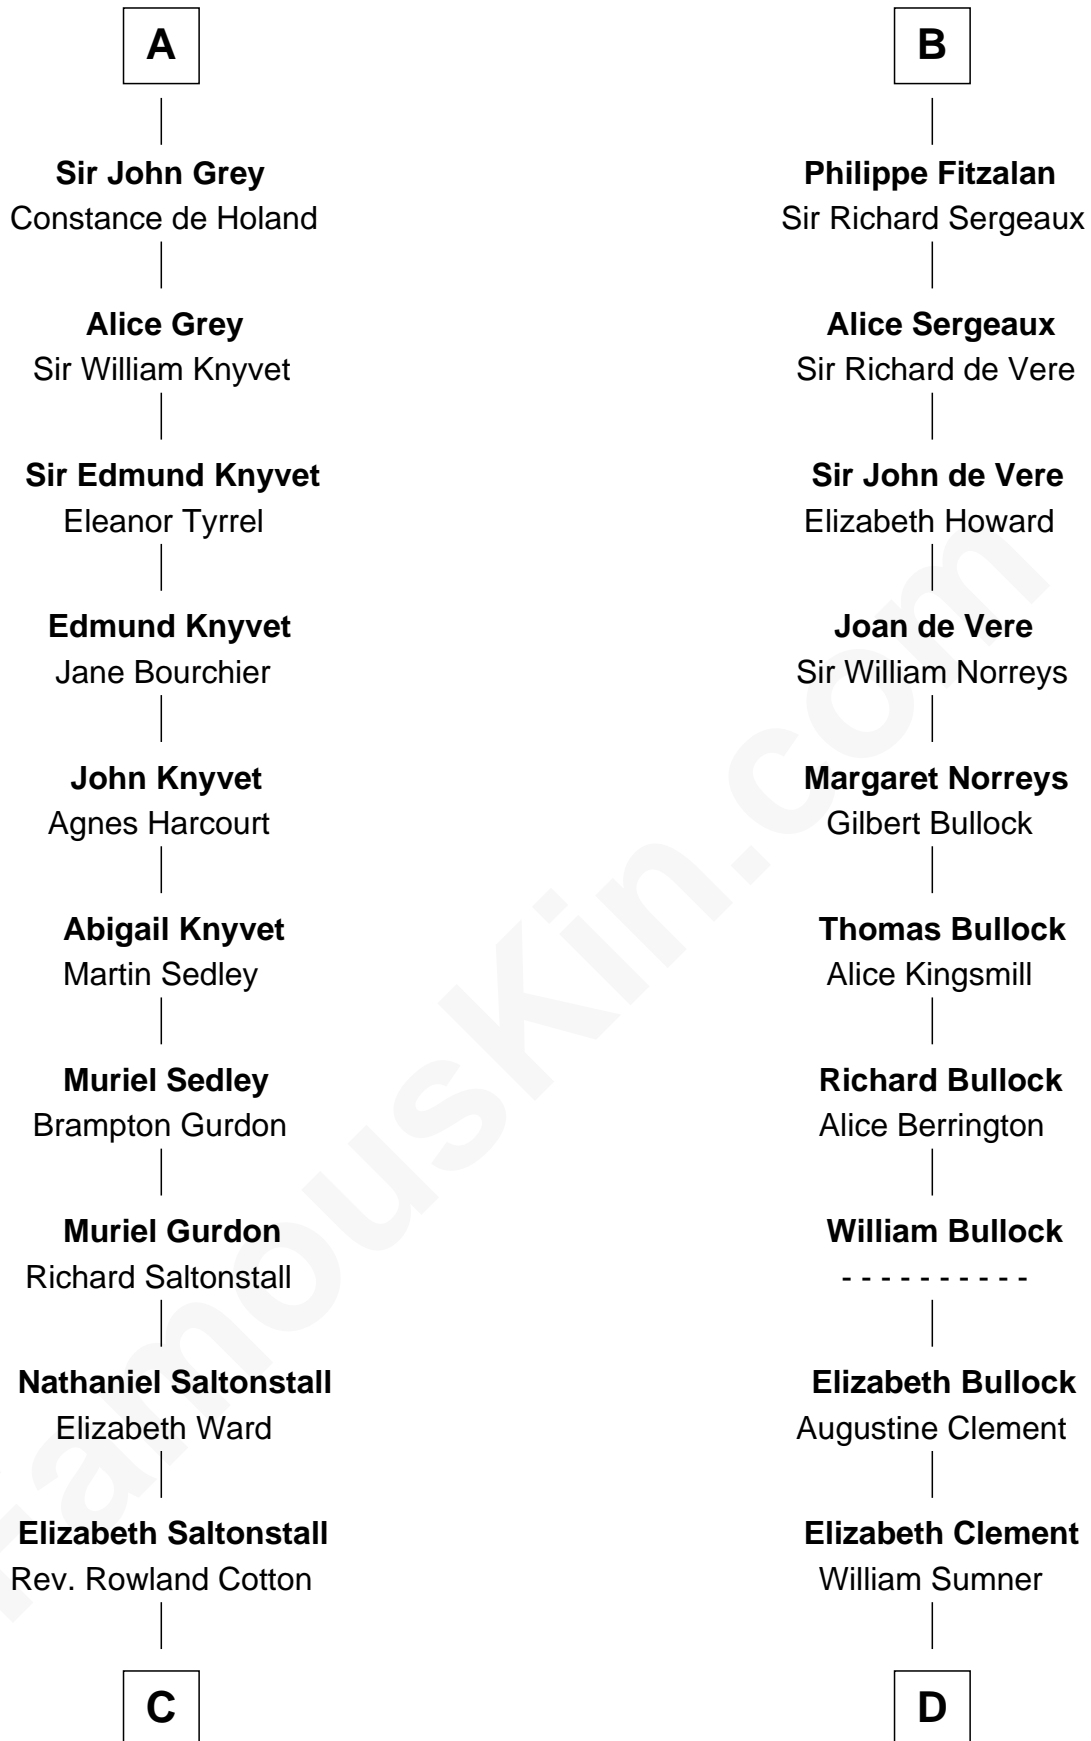 A
Sir John Grey
Constance de Holand
Alice Grey
Sir William Knyvet
Sir Edmund Knyvet
Eleanor Tyrrel
Edmund Knyvet
Jane Bourchier
John Knyvet
Agnes Harcourt
Abigail Knyvet
Martin Sedley
Muriel Sedley
Brampton Gurdon
Muriel Gurdon
Richard Saltonstall
Nathaniel Saltonstall
Elizabeth Ward
Elizabeth Saltonstall
Rev. Rowland Cotton
C
B
Philippe Fitzalan
Sir Richard Sergeaux
Alice Sergeaux
Sir Richard de Vere
Sir John de Vere
Elizabeth Howard
Joan de Vere
Sir William Norreys
Margaret Norreys
Gilbert Bullock
Thomas Bullock
Alice Kingsmill
Richard Bullock
Alice Berrington
William Bullock
- - - - - - - - - -
Elizabeth Bullock
Augustine Clement
Elizabeth Clement
William Sumner
D
FamousKin.com